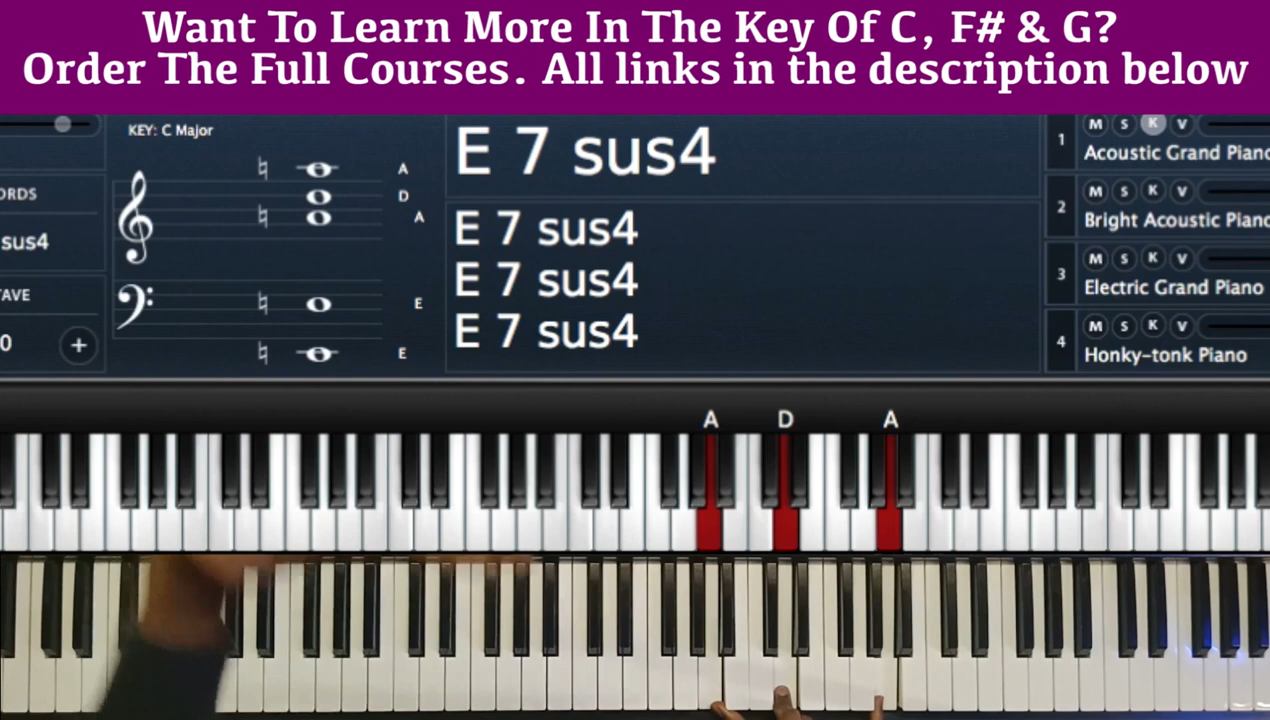 Want To Learn More In The Key Of C, F# & G?
Order The Full Courses. All links in the description below
KEY: C Major
A
D
A
E
E
ORDS
sus4
AVE
0 +
E 7 sus4
E 7 sus4
E 7 sus4
E 7 sus4
1 M S K V
Acoustic Grand Piano
2 M S K V
Bright Acoustic Piano
3 M S K V
Electric Grand Piano
4 M S K V
Honky-tonk Piano
A D A